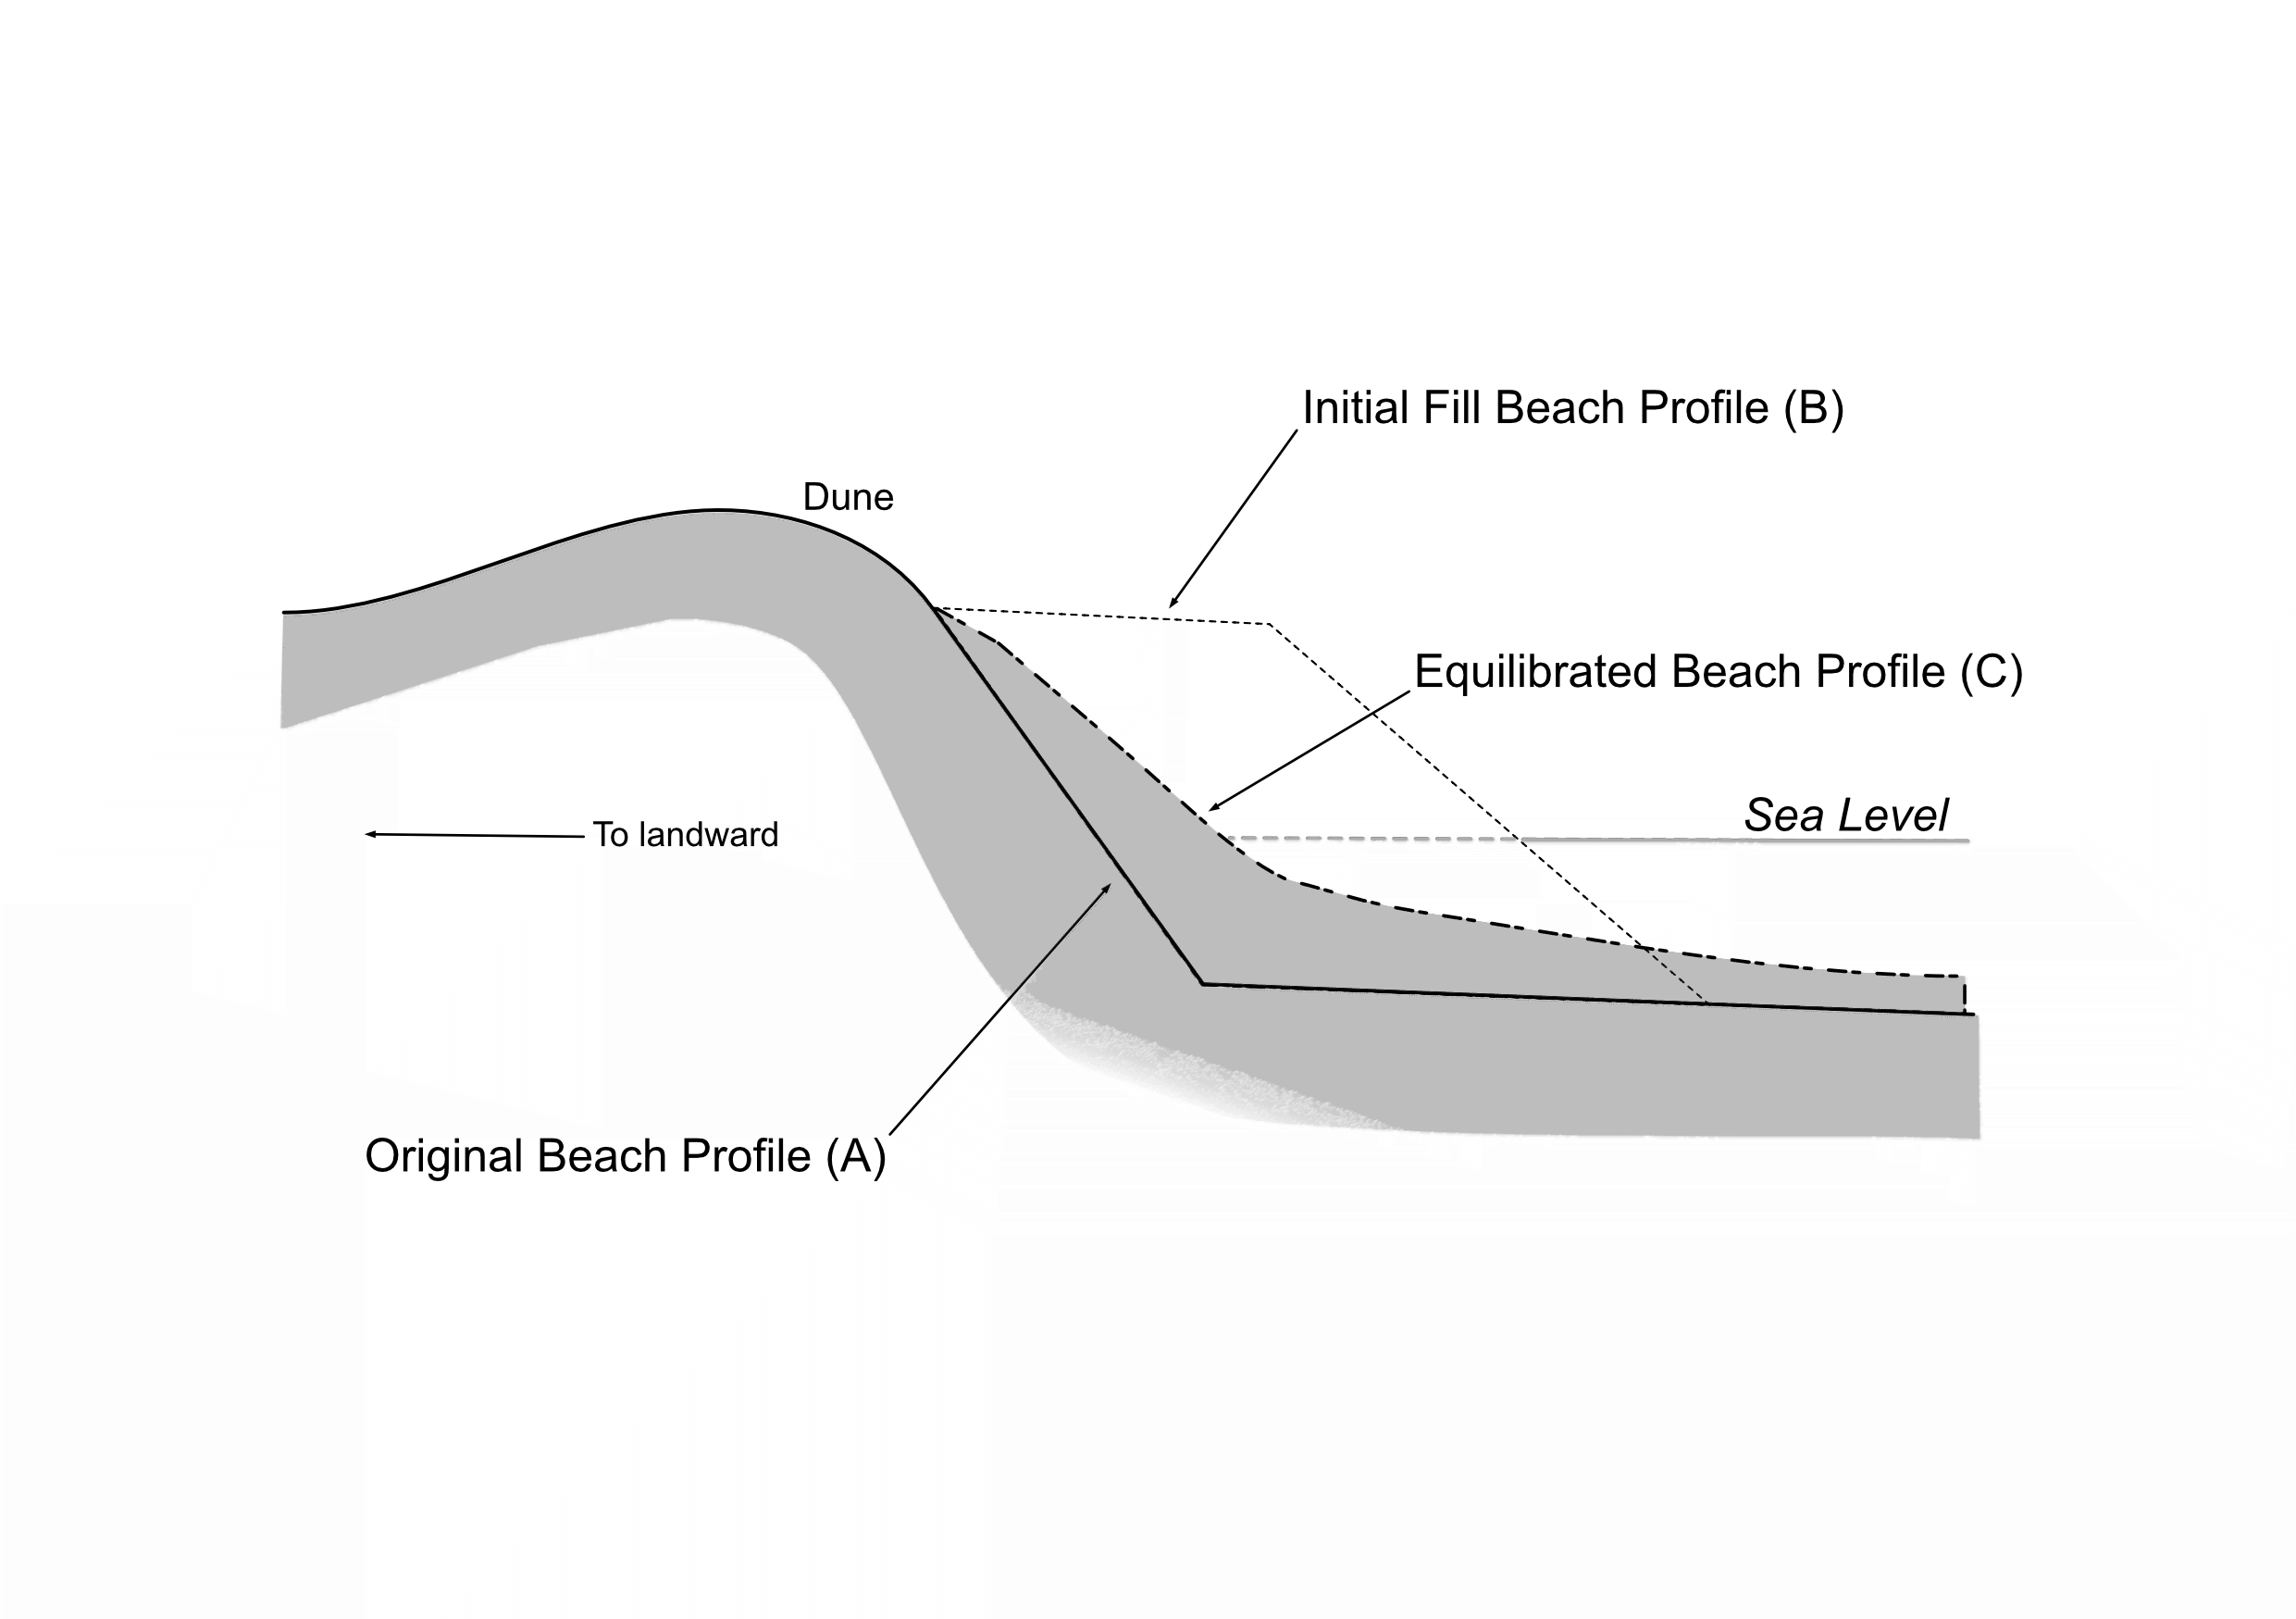 Initial Fill Beach Profile (B)
Dune
Equilibrated Beach Profile (C)
Sea Level
To landward
Original Beach Profile (A)